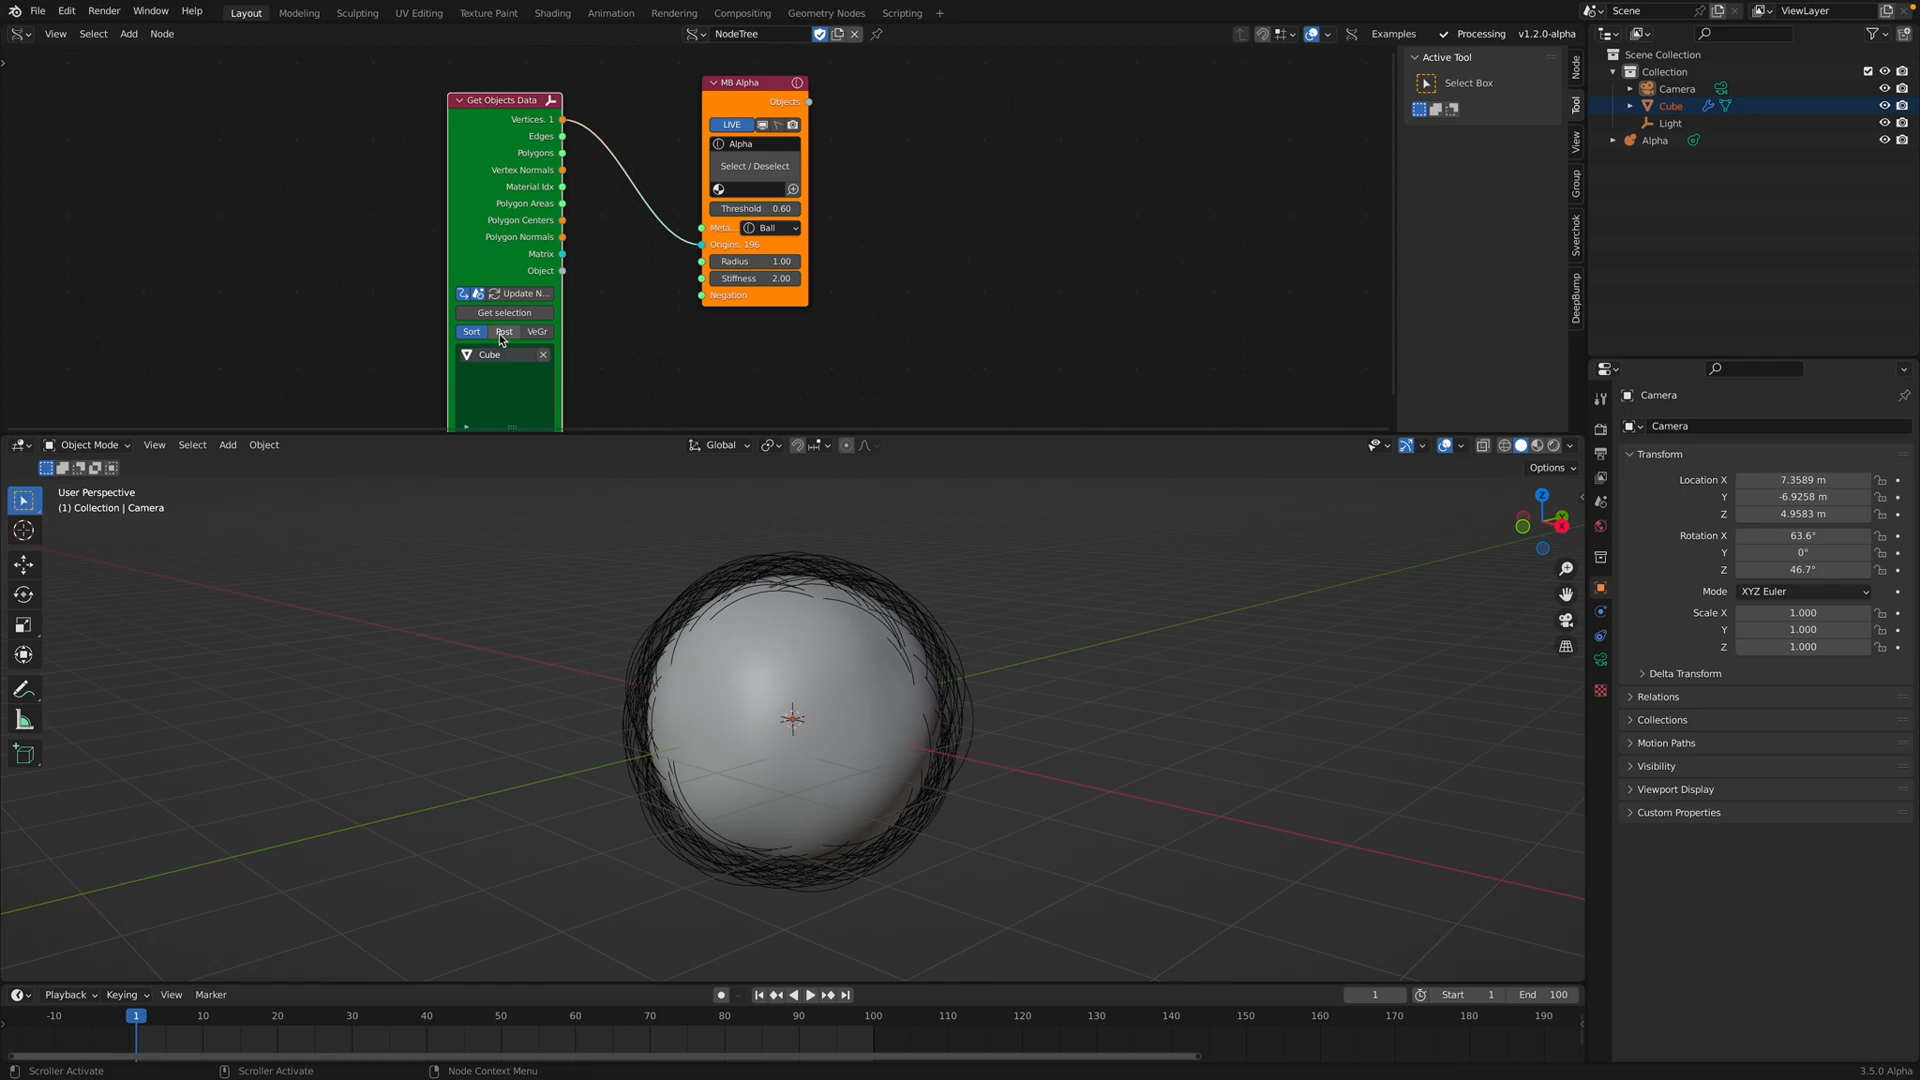 File Edit Render Window Help Layout Modeling Sculpting UV Editing Texture Paint Shading Animation Rendering Compositing Geometry Nodes Scripting + Scene ViewLayer
View Select Add Node NodeTree Examples Processing v1.2.0-alpha
Active Tool
Select Box
Node
Tool
View
Group
Sverchok
DeepBump
Get Objects Data
Vertices. 1
Edges
Polygons
Vertex Normals
Material Idx
Polygon Areas
Polygon Centers
Polygon Normals
Matrix
Object
Update N...
Get selection
Sort Post VeGr
Cube
MB Alpha
Objects
LIVE
Alpha
Select / Deselect
Threshold 0.60
Meta... Ball
Origins. 196
Radius 1.00
Stiffness 2.00
Negation
Scene Collection
Collection
Camera
Cube
Light
Alpha
Object Mode View Select Add Object Global
Options
User Perspective
(1) Collection | Camera
Z
Y
X
Camera
Camera
Transform
Location X 7.3589 m
Y -6.9258 m
Z 4.9583 m
Rotation X 63.6°
Y 0°
Z 46.7°
Mode XYZ Euler
Scale X 1.000
Y 1.000
Z 1.000
Delta Transform
Relations
Collections
Motion Paths
Visibility
Viewport Display
Custom Properties
Playback Keying View Marker 1 Start 1 End 100
-10 1 10 20 30 40 50 60 70 80 90 100 110 120 130 140 150 160 170 180 190
Scroller Activate Scroller Activate Node Context Menu 3.5.0 Alpha